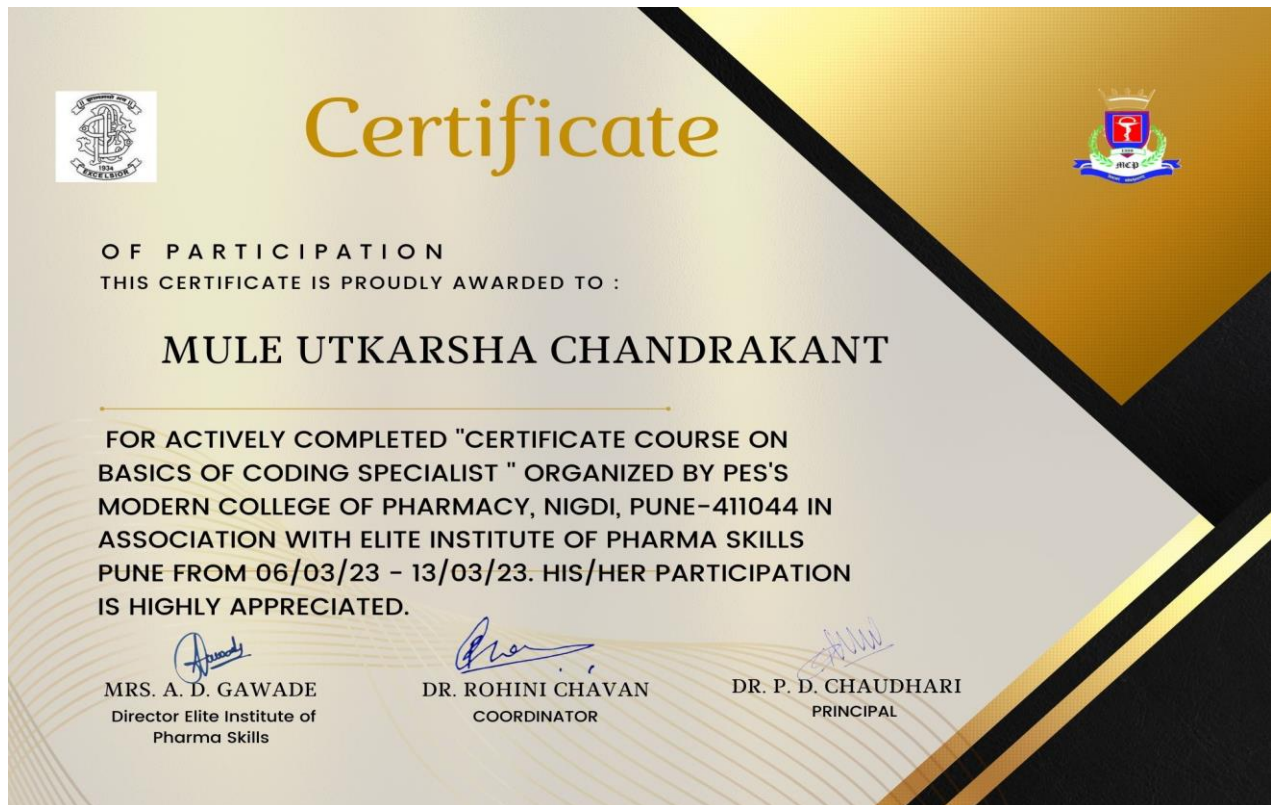 Certificate
1934
EXCELSIOR
MCP
OF PARTICIPATION
THIS CERTIFICATE IS PROUDLY AWARDED TO :
MULE UTKARSHA CHANDRAKANT
FOR ACTIVELY COMPLETED "CERTIFICATE COURSE ON
BASICS OF CODING SPECIALIST " ORGANIZED BY PES'S
MODERN COLLEGE OF PHARMACY, NIGDI, PUNE-411044 IN
ASSOCIATION WITH ELITE INSTITUTE OF PHARMA SKILLS
PUNE FROM 06/03/23 - 13/03/23. HIS/HER PARTICIPATION
IS HIGHLY APPRECIATED.
MRS. A. D. GAWADE
Director Elite Institute of
Pharma Skills
DR. ROHINI CHAVAN
COORDINATOR
DR. P. D. CHAUDHARI
PRINCIPAL